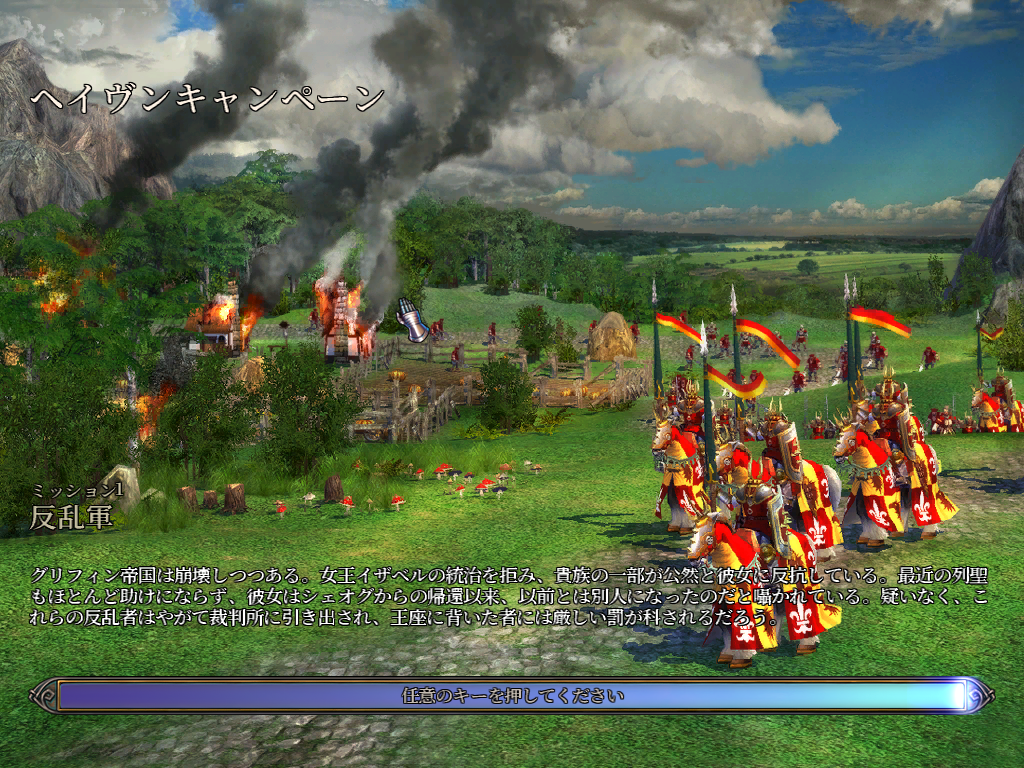 ヘイヴンキャンペーン
ミッション1
反乱軍
グリフィン帝国は崩壊しつつある。女王イザベルの統治を拒み、貴族の一部が公然と彼女に反抗している。最近の列聖
もほとんど助けにならず、彼女はシェオグからの帰還以来、以前とは別人になったのだと囁かれている。疑いなく、こ
れらの反乱者はやがて裁判所に引き出され、王座に背いた者には厳しい罰が科されるだろう。
任意のキーを押してください